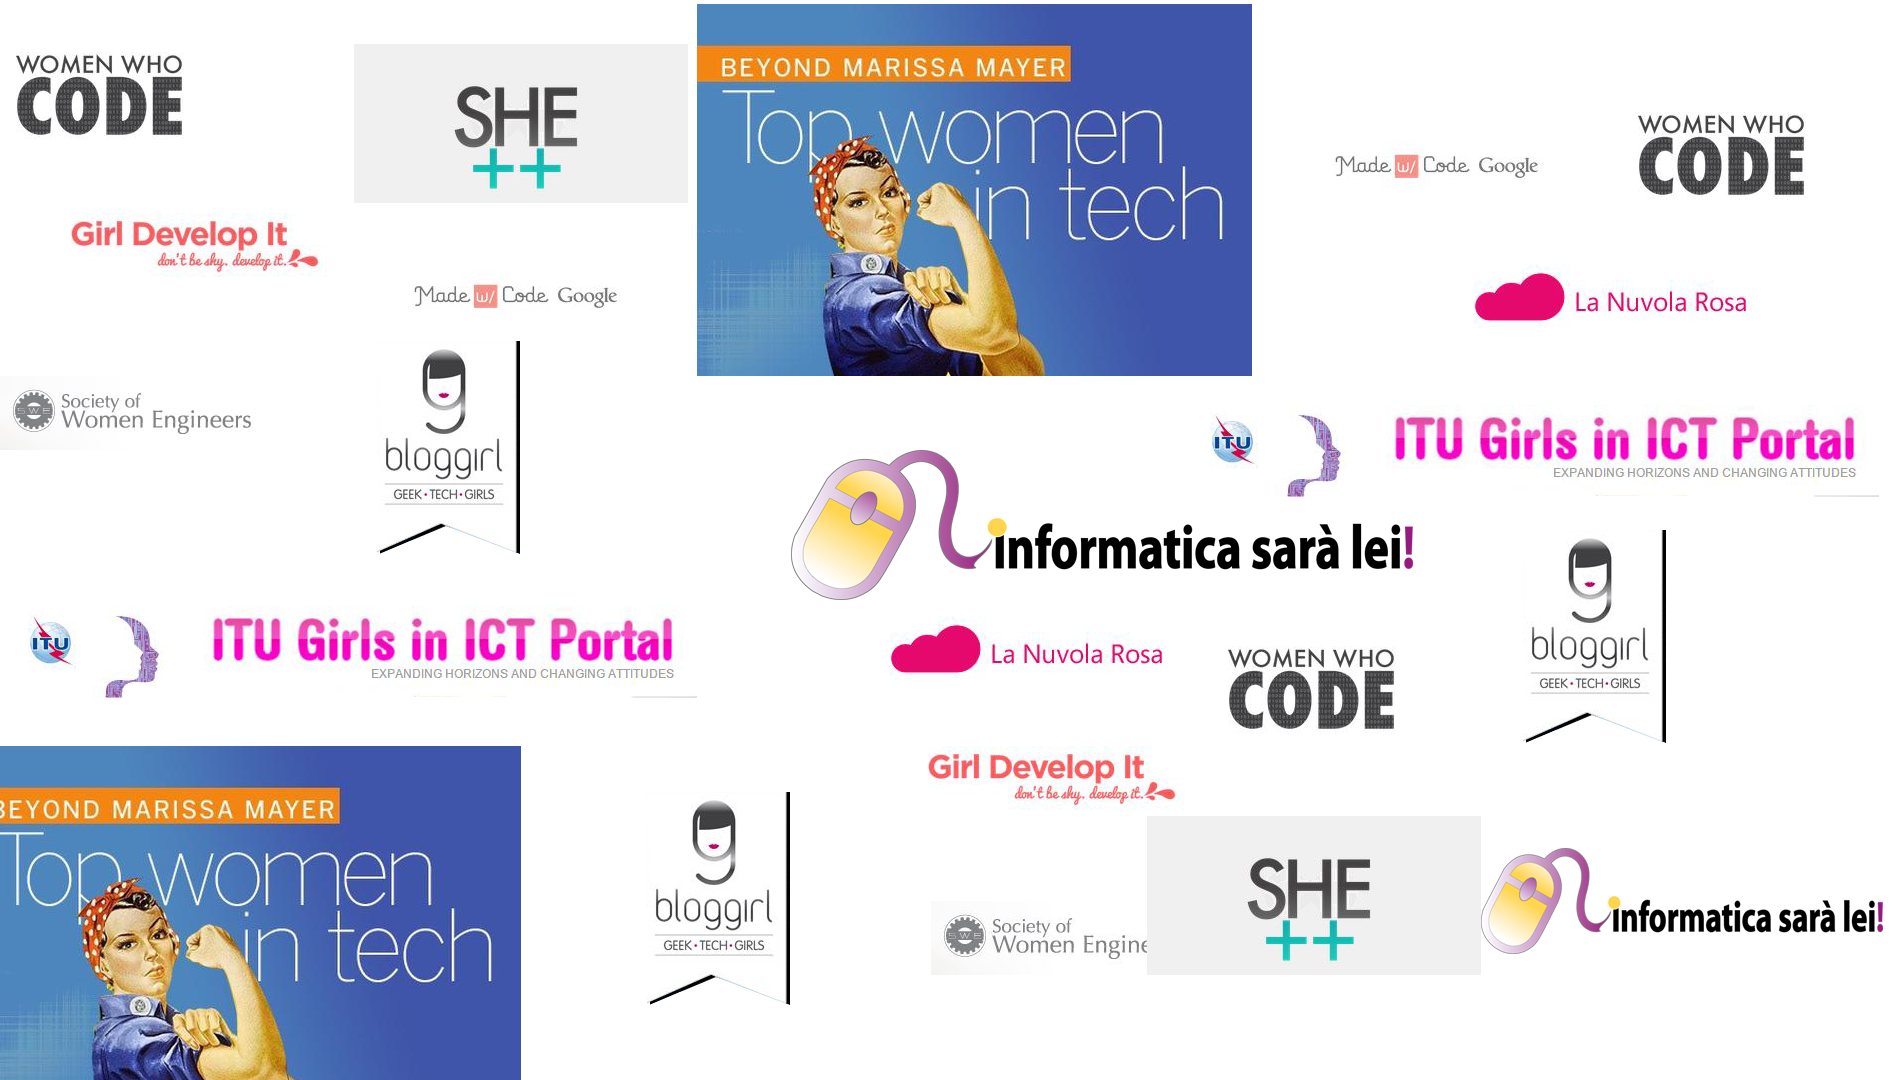 WOMEN WHO
CODE
SHE
++
BEYOND MARISSA MAYER
Top women
in tech
Made w/ Code Google
WOMEN WHO
CODE
Girl Develop It
don't be shy. develop it.
Made w/ Code Google
La Nuvola Rosa
SWE
Society of
Women Engineers
g
bloggirl
GEEK • TECH • GIRLS
ITU
ITU Girls in ICT Portal
EXPANDING HORIZONS AND CHANGING ATTITUDES
informatica sarà lei!
g
bloggirl
GEEK • TECH • GIRLS
ITU
ITU Girls in ICT Portal
EXPANDING HORIZONS AND CHANGING ATTITUDES
La Nuvola Rosa
WOMEN WHO
CODE
Girl Develop It
don't be shy. develop it.
BEYOND MARISSA MAYER
Top women
in tech
g
bloggirl
GEEK • TECH • GIRLS
SWE
Society of
Women Engine
SHE
++
informatica sarà lei!